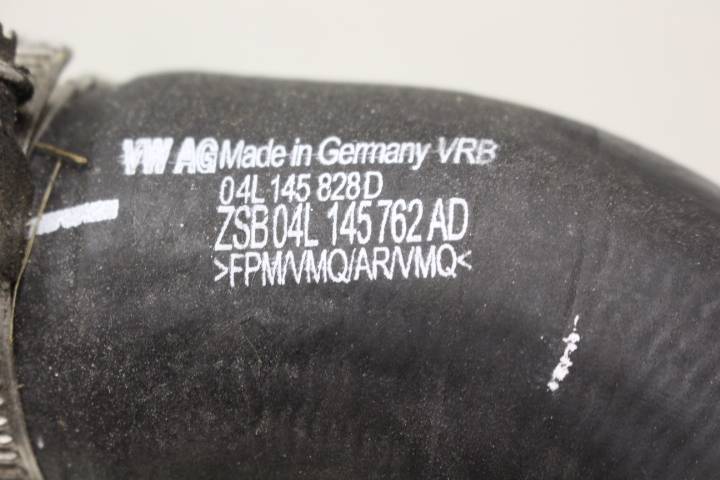 VW AG Made in Germany VRB
04L 145 828 D
ZSB 04L 145 762 AD
>FPM/VMQ/AR/VMQ<